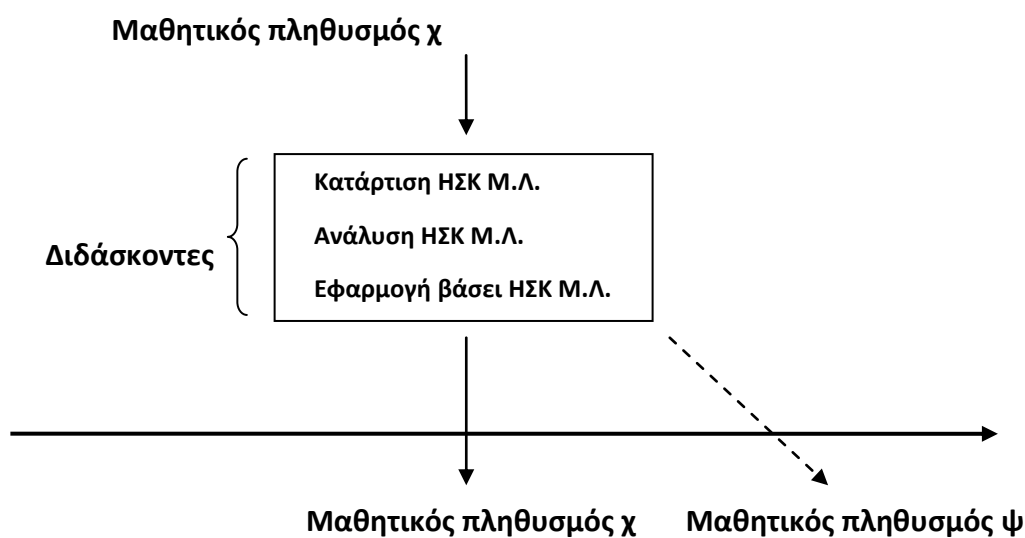 Μαθητικός πληθυσμός χ
Κατάρτιση ΗΣΚ Μ.Λ.
Ανάλυση ΗΣΚ Μ.Λ.
Διδάσκοντες
Εφαρμογή βάσει ΗΣΚ Μ.Λ.
Μαθητικός πληθυσμός χ
Μαθητικός πληθυσμός ψ